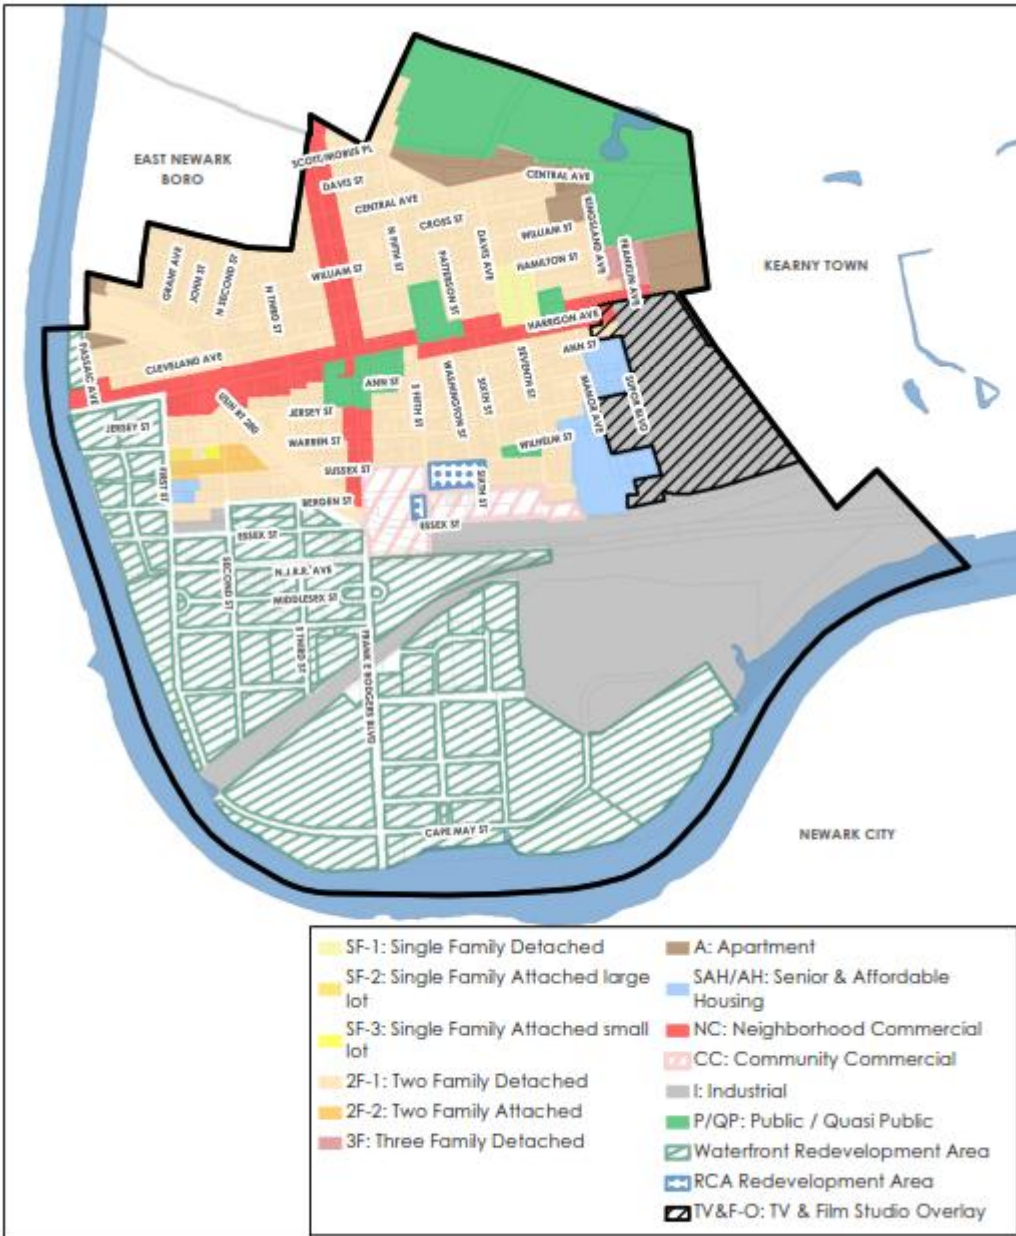 EAST NEWARK
BORO
SCOTT/MOBUS PL
DAVIS ST
CENTRAL AVE
CENTRAL AVE
CROSS ST
N FIFTH ST
PATTERSON ST
DAVIS AVE
WILLIAM ST
HAMILTON ST
KINGSLAND AVE
FRANKLIN AVE
KEARNY TOWN
GRANT AVE
JOHN ST
N SECOND ST
N THIRD ST
WILLIAM ST
HARRISON AVE
PASSAIC AVE
CLEVELAND AVE
ANN ST
ANN ST
S FIFTH ST
WASHINGTON ST
SIXTH ST
SEVENTH ST
MANOR AVE
SUPOR BLVD
JERSEY ST
JERSEY ST
WARREN ST
WILHELM ST
SUSSEX ST
FIRST ST
BERGEN ST
SIXTH ST
ESSEX ST
ESSEX ST
SECOND ST
N.J.R.R. AVE
MIDDLESEX ST
S THIRD ST
FRANK E RODGERS BLVD
CAPE MAY ST
NEWARK CITY
SF-1: Single Family Detached
SF-2: Single Family Attached large
lot
SF-3: Single Family Attached small
lot
2F-1: Two Family Detached
2F-2: Two Family Attached
3F: Three Family Detached
A: Apartment
SAH/AH: Senior & Affordable
Housing
NC: Neighborhood Commercial
CC: Community Commercial
I: Industrial
P/QP: Public / Quasi Public
Waterfront Redevelopment Area
RCA Redevelopment Area
TV&F-O: TV & Film Studio Overlay